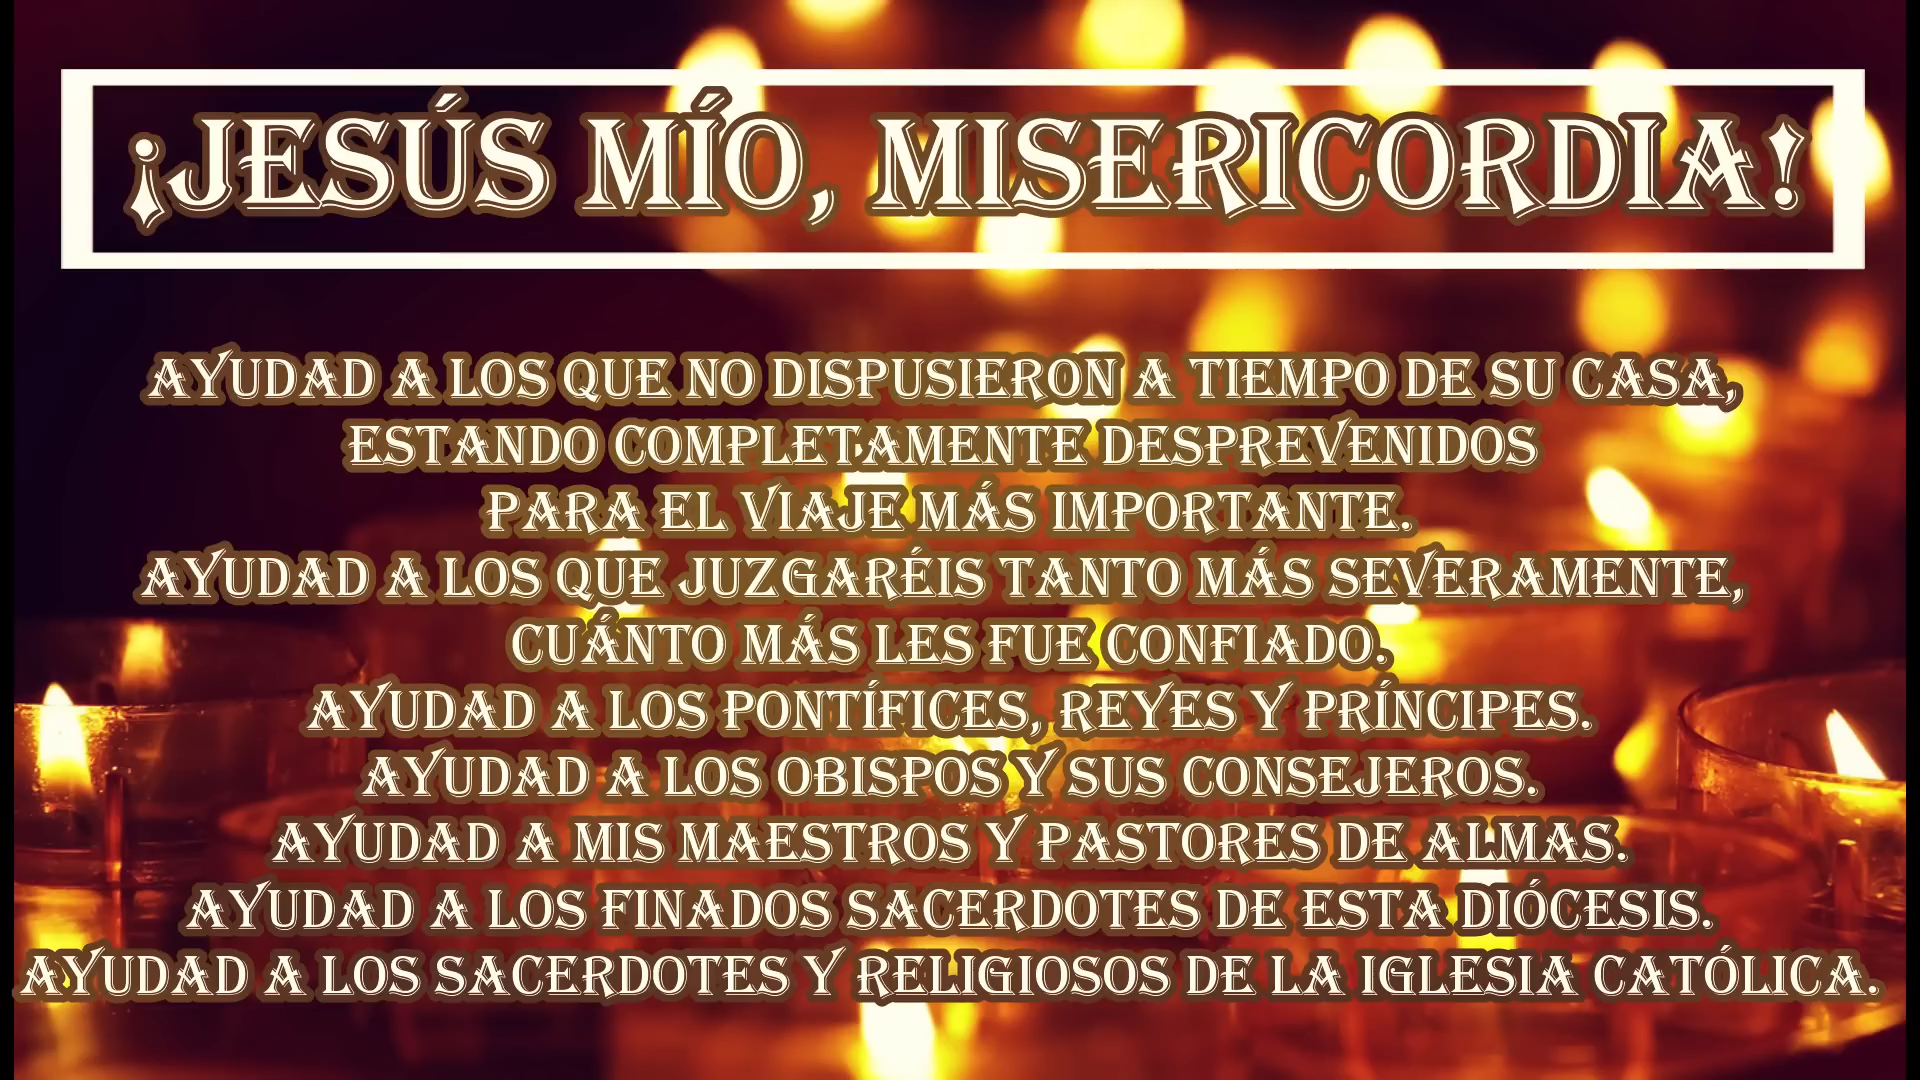 ¡JESÚS MÍO, MISERICORDIA!
AYUDAD A LOS QUE NO DISPUSIERON A TIEMPO DE SU CASA,
ESTANDO COMPLETAMENTE DESPREVENIDOS
PARA EL VIAJE MÁS IMPORTANTE.
AYUDAD A LOS QUE JUZGARÉIS TANTO MÁS SEVERAMENTE,
CUÁNTO MÁS LES FUE CONFIADO.
AYUDAD A LOS PONTÍFICES, REYES Y PRÍNCIPES.
AYUDAD A LOS OBISPOS Y SUS CONSEJEROS.
AYUDAD A MIS MAESTROS Y PASTORES DE ALMAS.
AYUDAD A LOS FINADOS SACERDOTES DE ESTA DIÓCESIS.
AYUDAD A LOS SACERDOTES Y RELIGIOSOS DE LA IGLESIA CATÓLICA.